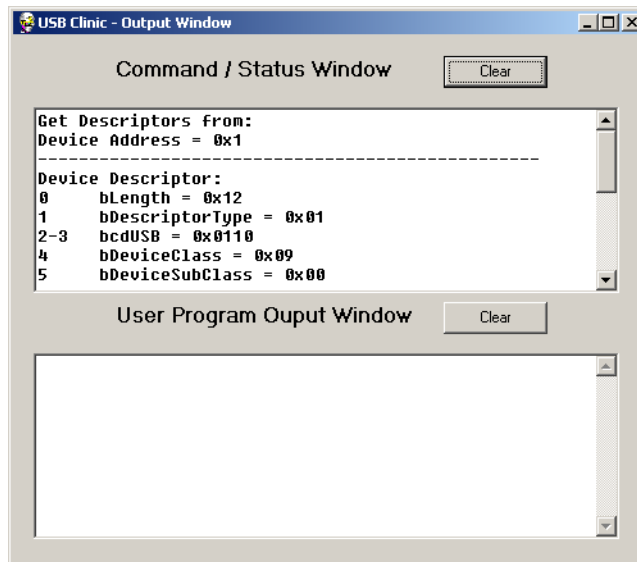 USB Clinic - Output Window
Command / Status Window Clear
Get Descriptors from:
Device Address = 0x1
-------------------------------------------------
Device Descriptor:
0 bLength = 0x12
1 bDescriptorType = 0x01
2-3 bcdUSB = 0x0110
4 bDeviceClass = 0x09
5 bDeviceSubClass = 0x00
User Program Ouput Window Clear